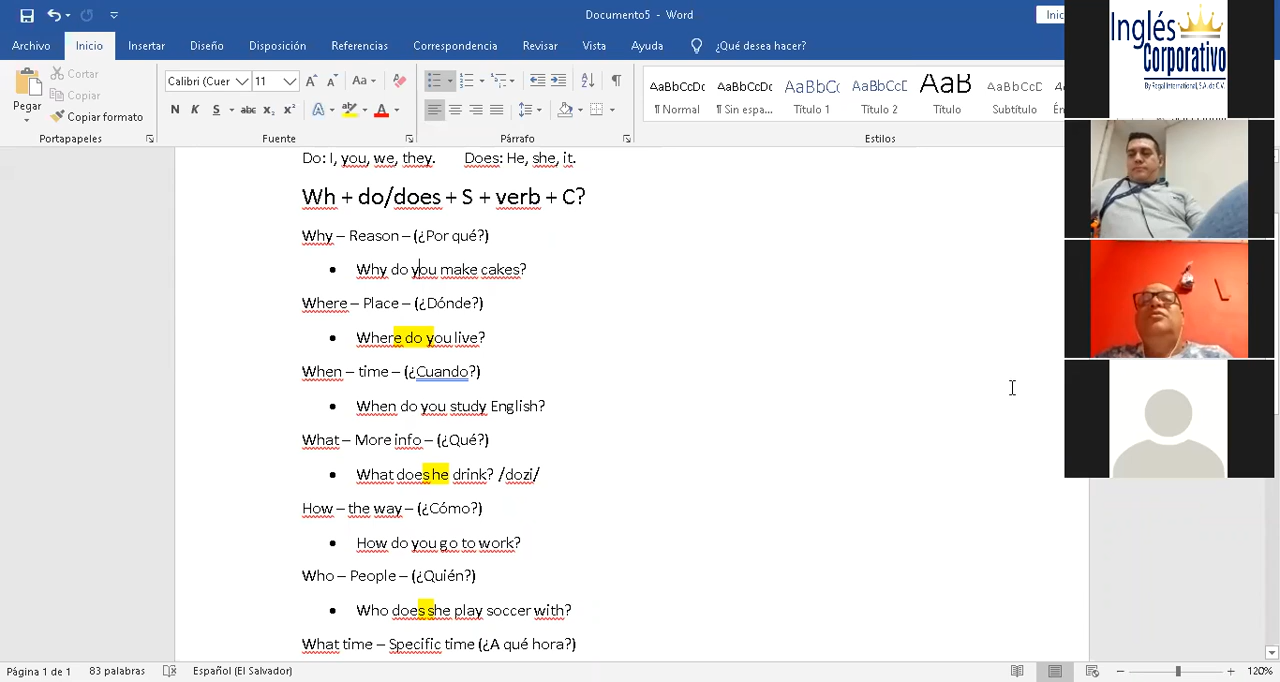 Documento5 - Word
Inic
Archivo Inicio Insertar Diseño Disposición Referencias Correspondencia Revisar Vista Ayuda ¿Qué desea hacer?
Pegar
Cortar
Copiar
Copiar formato
Portapapeles
Calibri (Cuer 11
Fuente
Párrafo
AaBbCcDc AaBbCcDc AaBbCc AaBbCcD AaB AaBbCcD
¶ Normal ¶ Sin espa... Título 1 Título 2 Título Subtítulo
Estilos
Inglés
Corporativo
By Regal International, S.A. de C.V.
Do: I, you, we, they. Does: He, she, it.
Wh + do/does + S + verb + C?
Why – Reason – (¿Por qué?)
• Why do you make cakes?
Where – Place – (¿Dónde?)
• Where do you live?
When – time – (¿Cuando?)
• When do you study English?
What – More info – (¿Qué?)
• What does he drink? /dozi/
How – the way – (¿Cómo?)
• How do you go to work?
Who – People – (¿Quién?)
• Who does she play soccer with?
What time – Specific time (¿A qué hora?)
Página 1 de 1 83 palabras Español (El Salvador) 120%